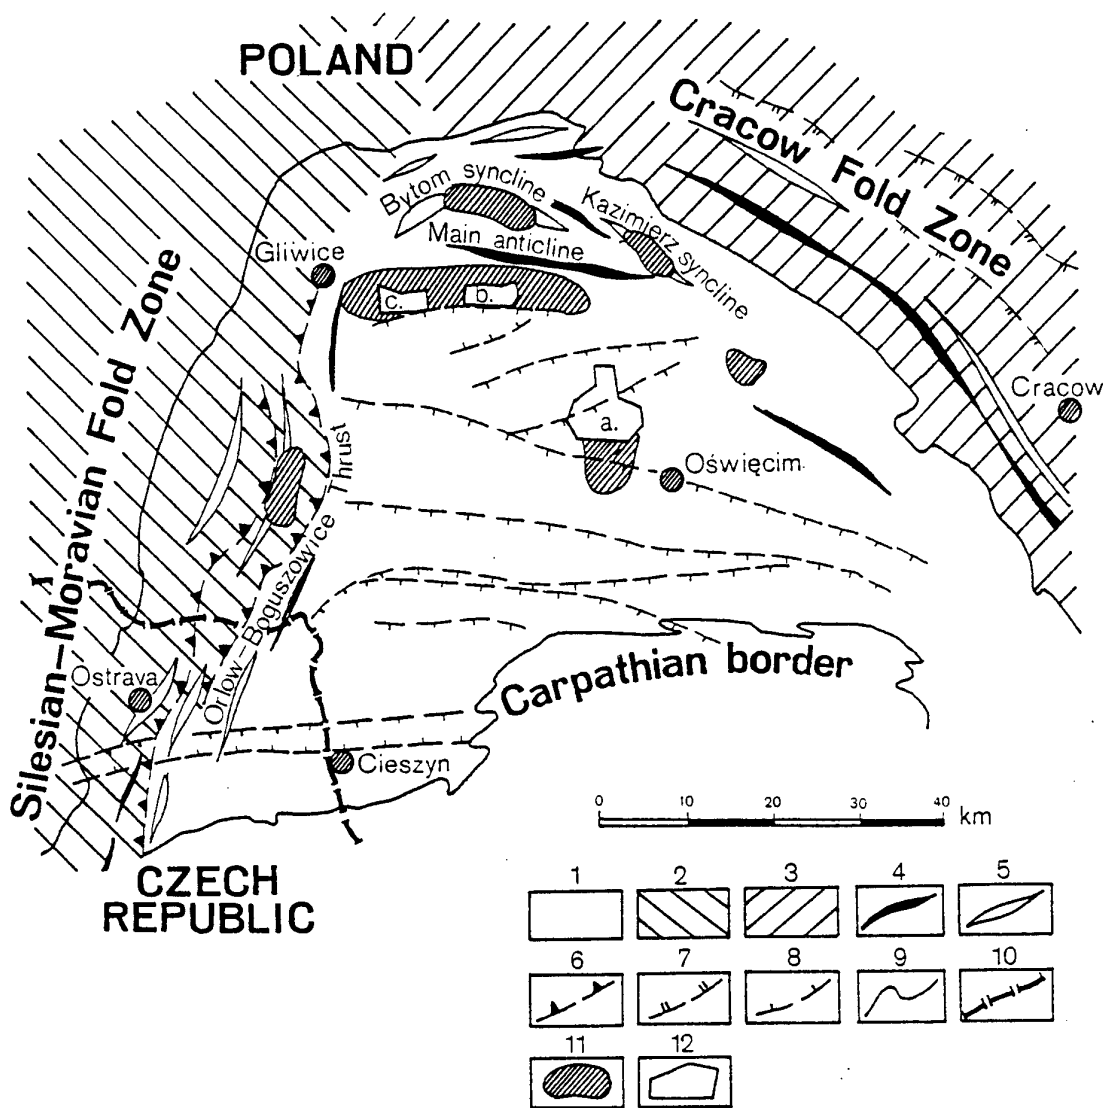 POLAND
Cracow Fold Zone
Bytom syncline
Kazimierz syncline
Main anticline
Gliwice
c.
b.
Silesian–Moravian Fold Zone
Cracow
a.
Oświęcim
Orlow–Boguszowice Thrust
Ostrava
Carpathian border
Cieszyn
0 10 20 30 40
km
CZECH
REPUBLIC
1 2 3 4 5
6 7 8 9 10
11 12